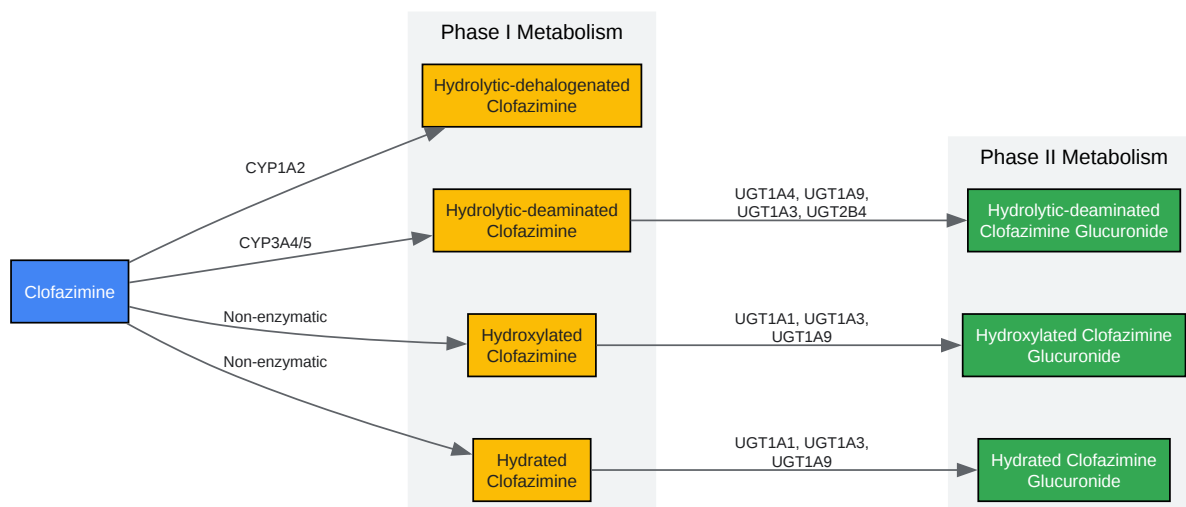 Phase I Metabolism
Hydrolytic-dehalogenated
Clofazimine
CYP1A2
Phase II Metabolism
Hydrolytic-deaminated
Clofazimine
UGT1A4, UGT1A9,
UGT1A3, UGT2B4
Hydrolytic-deaminated
Clofazimine Glucuronide
CYP3A4/5
Clofazimine
Non-enzymatic
Hydroxylated
Clofazimine
UGT1A1, UGT1A3,
UGT1A9
Hydroxylated Clofazimine
Glucuronide
Non-enzymatic
Hydrated
Clofazimine
UGT1A1, UGT1A3,
UGT1A9
Hydrated Clofazimine
Glucuronide